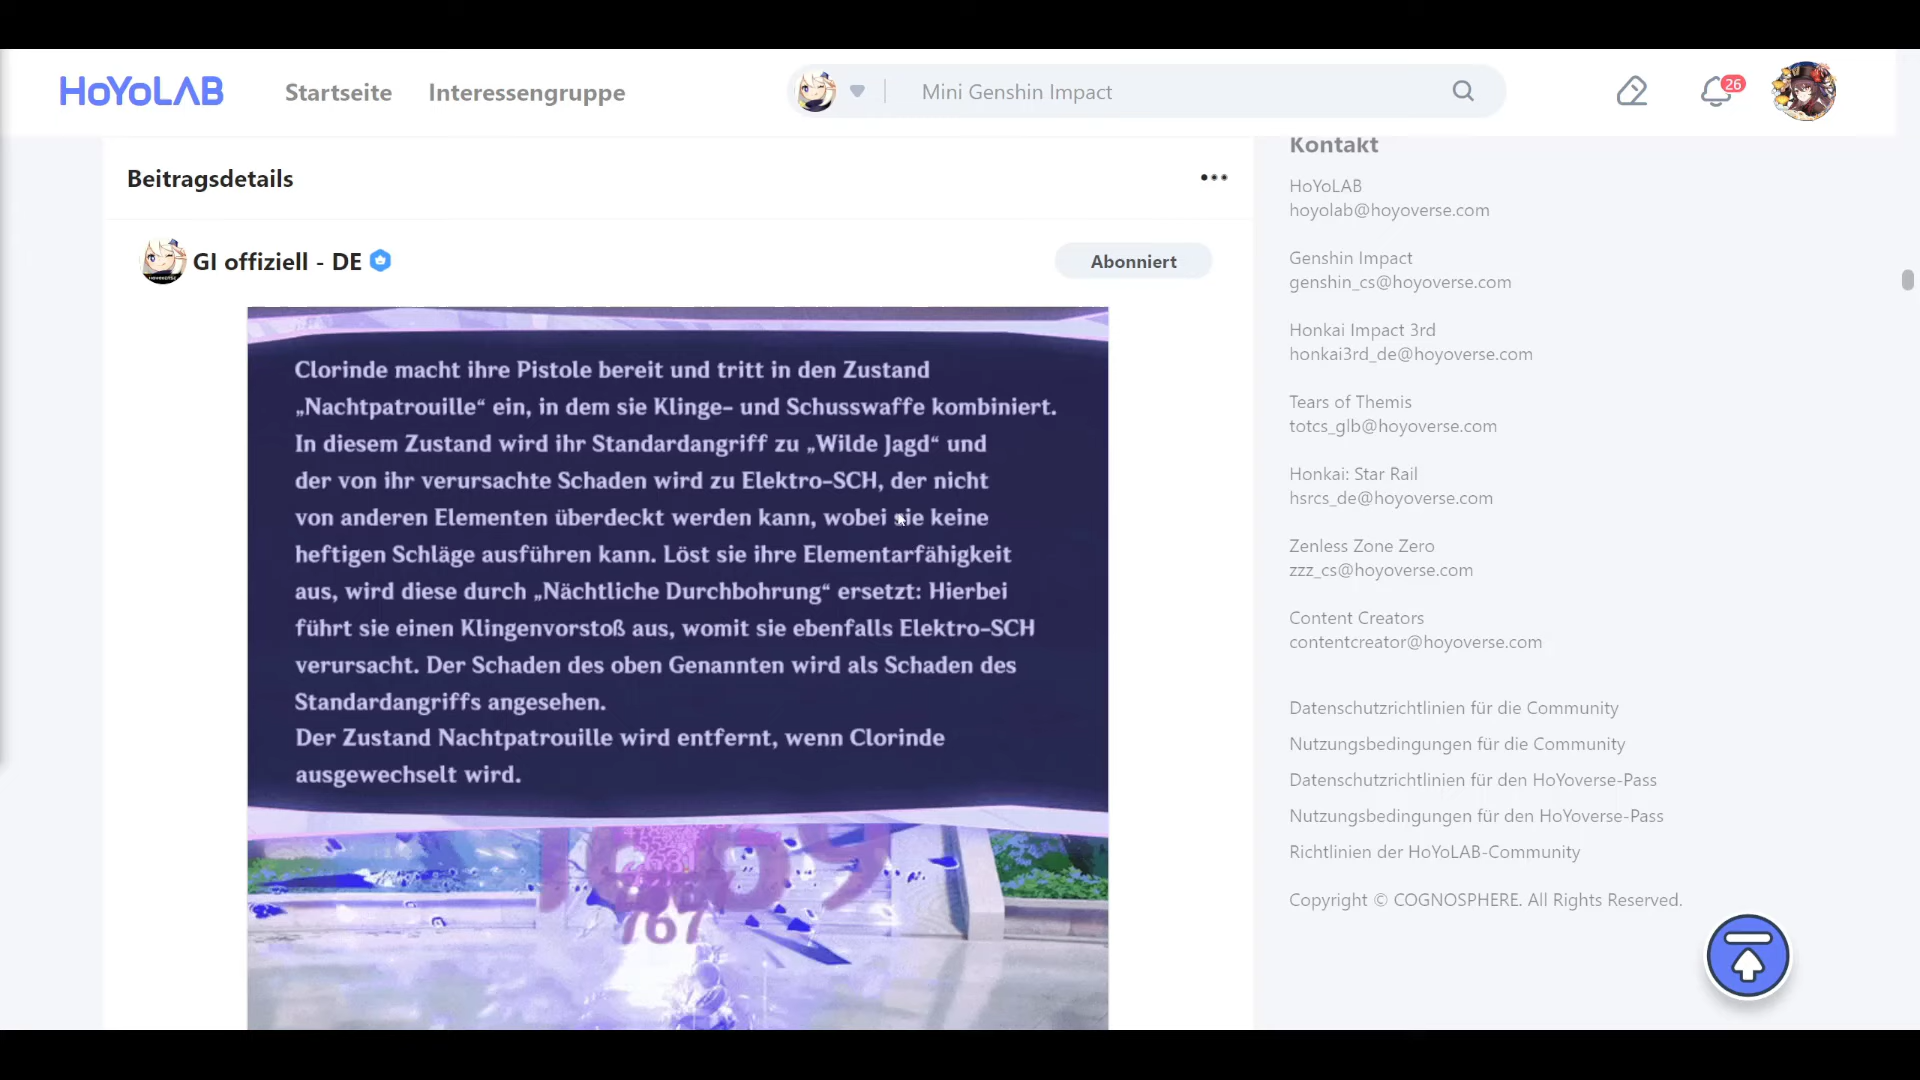 HoYoLAB
Startseite
Interessengruppe
Mini Genshin Impact
26
Beitragsdetails
GI offiziell - DE
Abonniert
Clorinde macht ihre Pistole bereit und tritt in den Zustand
„Nachtpatrouille“ ein, in dem sie Klinge- und Schusswaffe kombiniert.
In diesem Zustand wird ihr Standardangriff zu „Wilde Jagd“ und
der von ihr verursachte Schaden wird zu Elektro-SCH, der nicht
von anderen Elementen überdeckt werden kann, wobei sie keine
heftigen Schläge ausführen kann. Löst sie ihre Elementarfähigkeit
aus, wird diese durch „Nächtliche Durchbohrung“ ersetzt: Hierbei
führt sie einen Klingenvorstoß aus, womit sie ebenfalls Elektro-SCH
verursacht. Der Schaden des oben Genannten wird als Schaden des
Standardangriffs angesehen.
Der Zustand Nachtpatrouille wird entfernt, wenn Clorinde
ausgewechselt wird.
767
Kontakt
HoYoLAB
hoyolab@hoyoverse.com
Genshin Impact
genshin_cs@hoyoverse.com
Honkai Impact 3rd
honkai3rd_de@hoyoverse.com
Tears of Themis
totcs_glb@hoyoverse.com
Honkai: Star Rail
hsrcs_de@hoyoverse.com
Zenless Zone Zero
zzz_cs@hoyoverse.com
Content Creators
contentcreator@hoyoverse.com
Datenschutzrichtlinien für die Community
Nutzungsbedingungen für die Community
Datenschutzrichtlinien für den HoYoverse-Pass
Nutzungsbedingungen für den HoYoverse-Pass
Richtlinien der HoYoLAB-Community
Copyright © COGNOSPHERE. All Rights Reserved.